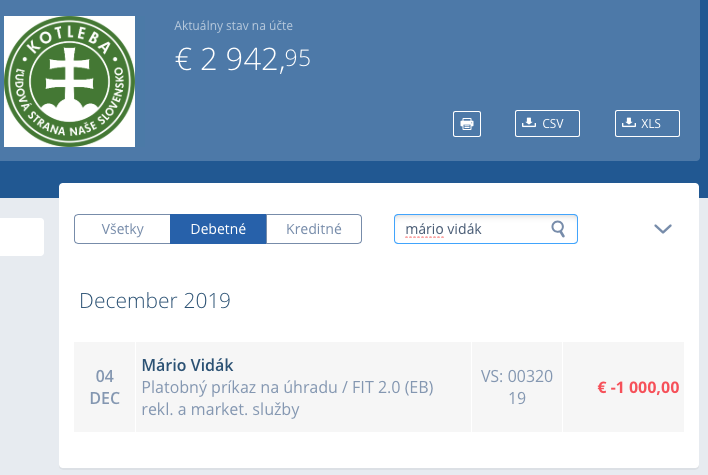 KOTLEBA
ĽUDOVÁ STRANA NAŠE SLOVENSKO
Aktuálny stav na účte
€ 2 942,95
CSV
XLS
Všetky
Debetné
Kreditné
mário vidák
December 2019
04
DEC
Mário Vidák
Platobný príkaz na úhradu / FIT 2.0 (EB)
rekl. a market. služby
VS: 00320
19
€ -1 000,00